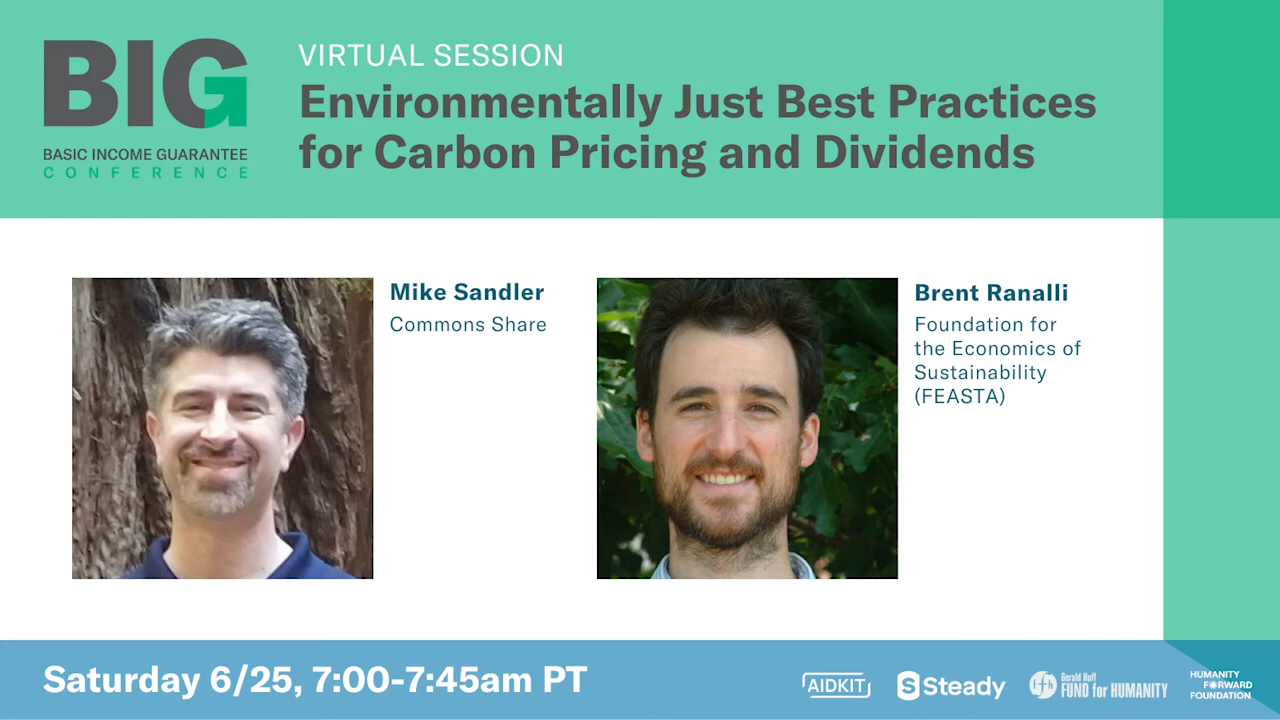 BIG
BASIC INCOME GUARANTEE
CONFERENCE
VIRTUAL SESSION
Environmentally Just Best Practices
for Carbon Pricing and Dividends
Mike Sandler
Commons Share
Brent Ranalli
Foundation for
the Economics of
Sustainability
(FEASTA)
Saturday 6/25, 7:00-7:45am PT
AIDKIT
S Steady
ffh
Gerald Huff
FUND for HUMANITY
HUMANITY
FORWARD
FOUNDATION